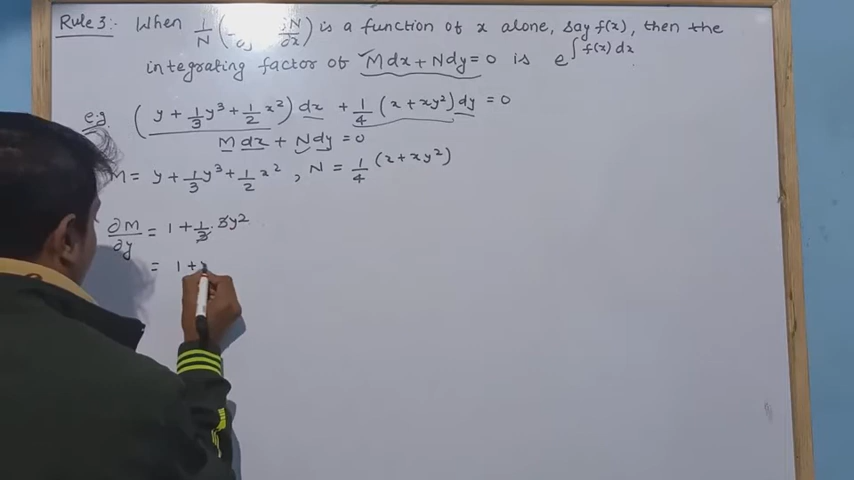 Rule 3:- When 1/N ( ∂N/∂x) is a function of x alone, say f(x), then the
integrating factor of Mdx + Ndy = 0 is e^∫f(x)dx
e.g (y + 1/3 y³ + 1/2 x²) dx + 1/4 (x + xy²) dy = 0
Mdx + Ndy = 0
M = y + 1/3 y³ + 1/2 x² , N = 1/4 (x + xy²)
∂M/∂y = 1 + 1/3 · 3y²
= 1 +